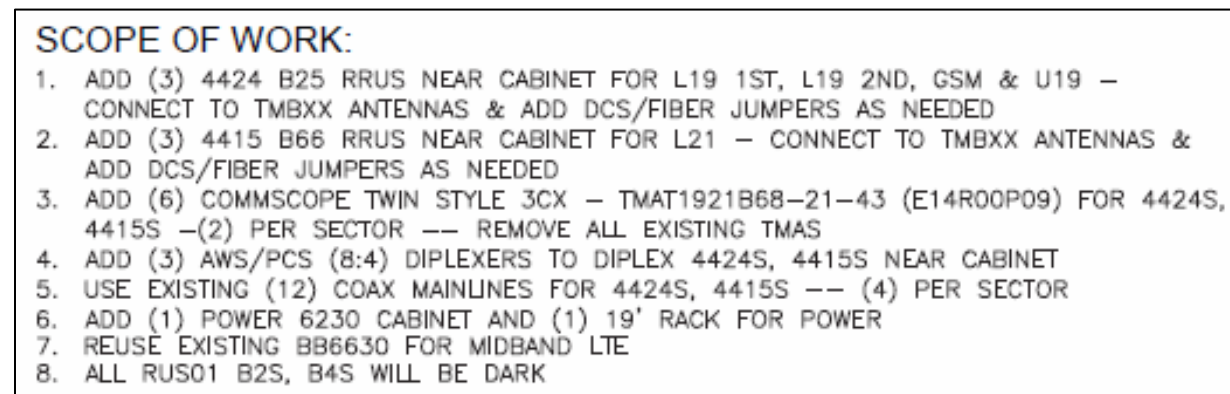 SCOPE OF WORK:
1. ADD (3) 4424 B25 RRUS NEAR CABINET FOR L19 1ST, L19 2ND, GSM & U19 –
CONNECT TO TMBXX ANTENNAS & ADD DCS/FIBER JUMPERS AS NEEDED
2. ADD (3) 4415 B66 RRUS NEAR CABINET FOR L21 – CONNECT TO TMBXX ANTENNAS &
ADD DCS/FIBER JUMPERS AS NEEDED
3. ADD (6) COMMSCOPE TWIN STYLE 3CX – TMAT1921B68–21–43 (E14R00P09) FOR 4424S,
4415S –(2) PER SECTOR –– REMOVE ALL EXISTING TMAS
4. ADD (3) AWS/PCS (8:4) DIPLEXERS TO DIPLEX 4424S, 4415S NEAR CABINET
5. USE EXISTING (12) COAX MAINLINES FOR 4424S, 4415S –– (4) PER SECTOR
6. ADD (1) POWER 6230 CABINET AND (1) 19' RACK FOR POWER
7. REUSE EXISTING BB6630 FOR MIDBAND LTE
8. ALL RUS01 B2S, B4S WILL BE DARK